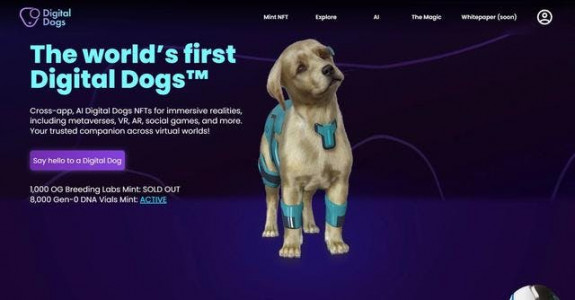 Digital
Dogs
Mint NFT
Explore
AI
The Magic
Whitepaper (soon)
The world's first
Digital Dogs™
Cross-app, AI Digital Dogs NFTs for immersive realities,
including metaverses, VR, AR, social games, and more.
Your trusted companion across virtual worlds!
Say hello to a Digital Dog
1,000 OG Breeding Labs Mint: SOLD OUT
8,000 Gen-0 DNA Vials Mint: ACTIVE